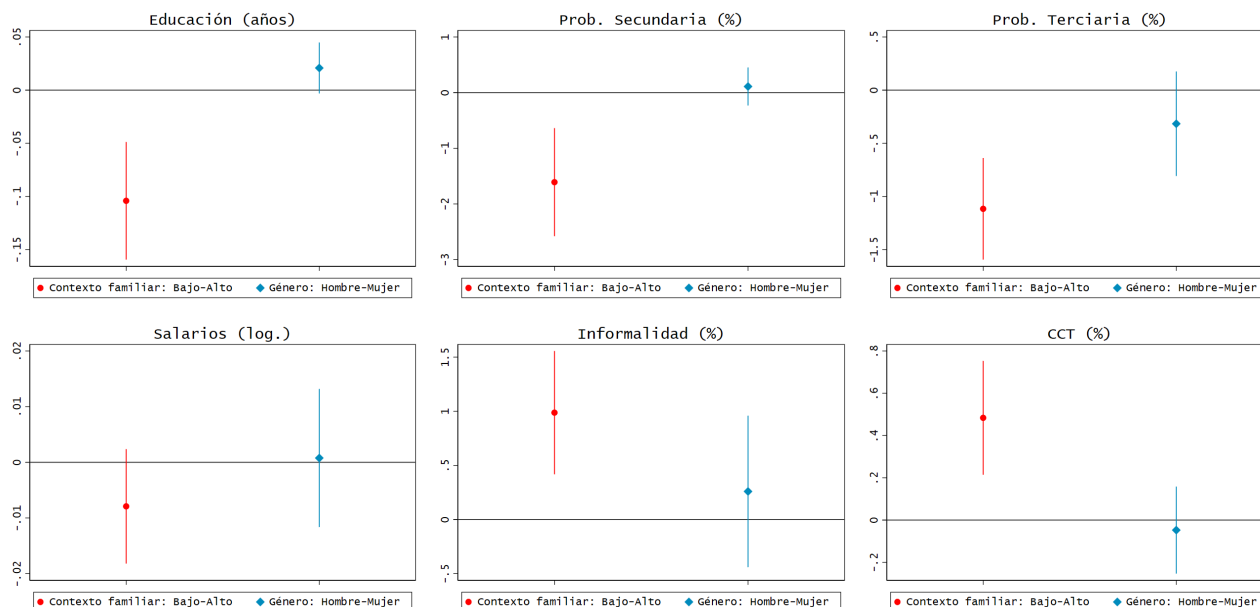 Educación (años)
.05
0
-.05
-.1
-.15
Contexto familiar: Bajo-Alto
Género: Hombre-Mujer
Prob. Secundaria (%)
1
0
-1
-2
-3
Contexto familiar: Bajo-Alto
Género: Hombre-Mujer
Prob. Terciaria (%)
.5
0
-.5
-1
-1.5
Contexto familiar: Bajo-Alto
Género: Hombre-Mujer
Salarios (log.)
.02
.01
0
-.01
-.02
Contexto familiar: Bajo-Alto
Género: Hombre-Mujer
Informalidad (%)
1.5
1
.5
0
-.5
Contexto familiar: Bajo-Alto
Género: Hombre-Mujer
CCT (%)
.8
.6
.4
.2
0
-.2
Contexto familiar: Bajo-Alto
Género: Hombre-Mujer